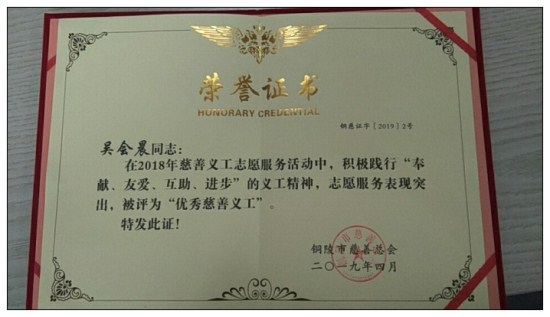 荣誉证书
HONORARY CREDENTIAL
铜慈证字〔2019〕2号
吴会晨同志:
在2018年慈善义工志愿服务活动中，积极践行“奉
献、友爱、互助、进步”的义工精神，志愿服务表现突
出，被评为“优秀慈善义工”。
特发此证!
铜陵市慈善总会
二〇一九年四月